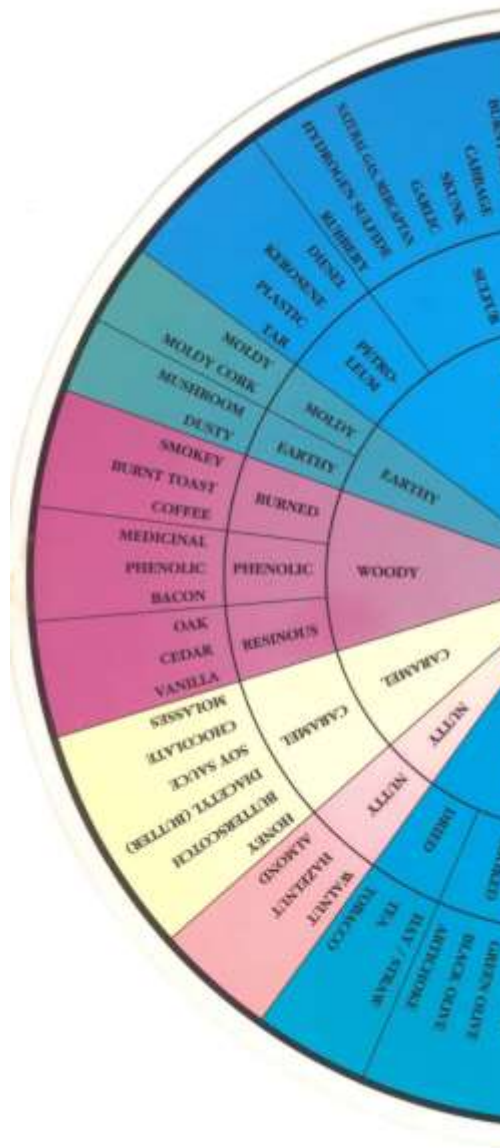 CABBAGE
SKUNK
GARLIC
NATURAL GAS/MERCAPTAN
HYDROGEN SULFIDE
RUBBERY
SULFUR
DIESEL
KEROSENE
PLASTIC
TAR
PETRO-
LEUM
MOLDY
MOLDY CORK
MOLDY
MUSHROOM
DUSTY
EARTHY
EARTHY
SMOKEY
BURNT TOAST
COFFEE
BURNED
MEDICINAL
PHENOLIC
BACON
PHENOLIC
WOODY
OAK
CEDAR
VANILLA
RESINOUS
MOLASSES
CHOCOLATE
SOY SAUCE
DIACETYL (BUTTER)
BUTTERSCOTCH
HONEY
CARAMEL
CARAMEL
ALMOND
HAZELNUT
WALNUT
NUTTY
NUTTY
TOBACCO
TEA
HAY / STRAW
DRIED
ARTICHOKE
BLACK OLIVE
GREEN OLIVE